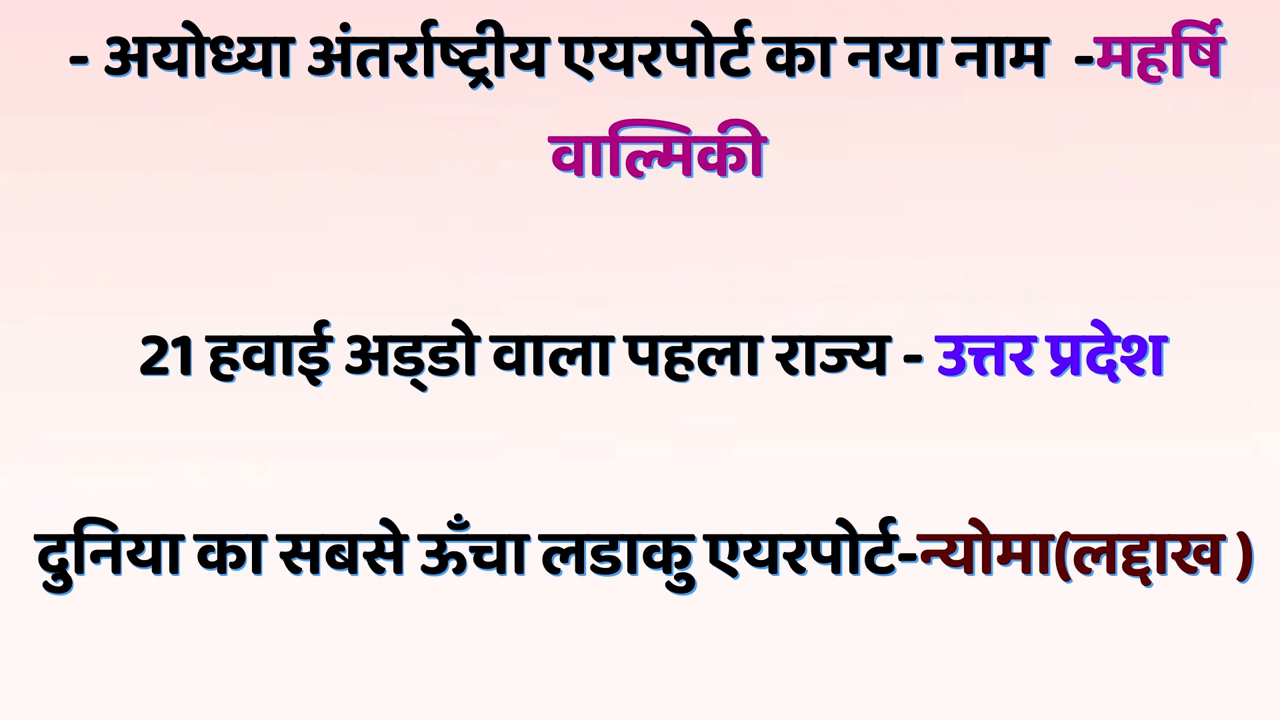 - अयोध्या अंतर्राष्ट्रीय एयरपोर्ट का नया नाम -महर्षि
वाल्मिकी
21 हवाई अड्डो वाला पहला राज्य - उत्तर प्रदेश
दुनिया का सबसे ऊँचा लडाकु एयरपोर्ट-न्योमा(लद्दाख )